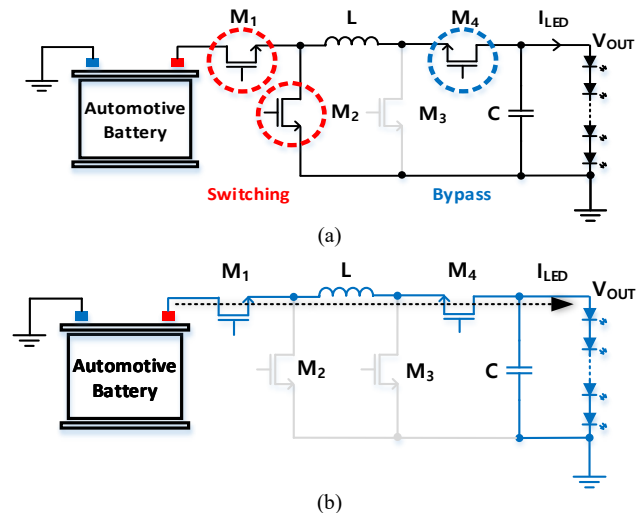 M1
L
M4
ILED
VOUT
Automotive
Battery
M2
M3
C
Switching
Bypass
(a)
M1
L
M4
ILED
VOUT
Automotive
Battery
M2
M3
C
(b)